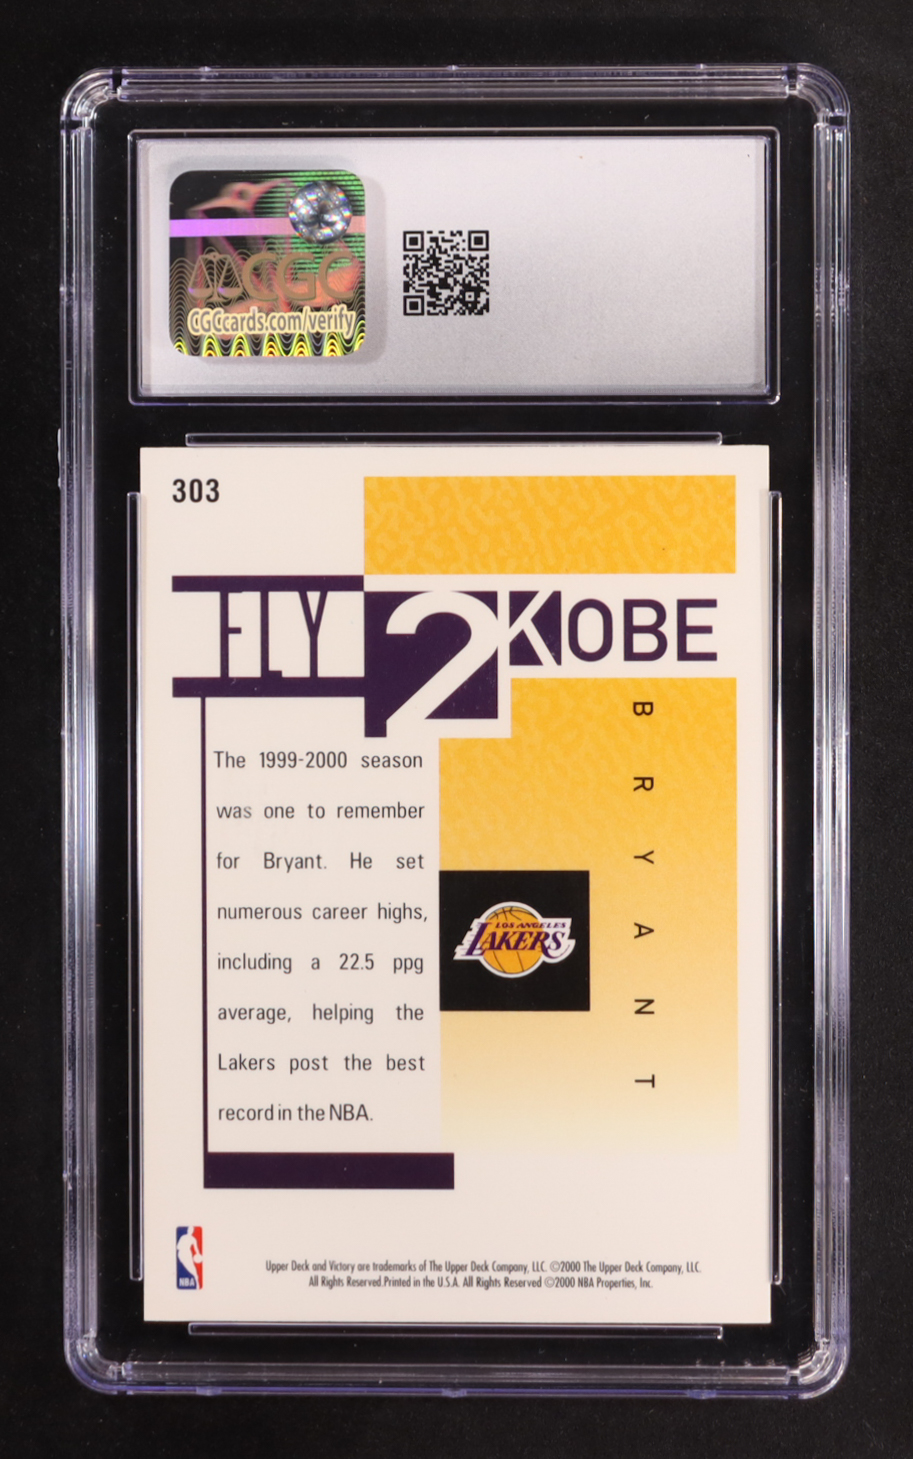 CGC
CGCcards.com/verify
303
FLY 2 KOBE
BRYANT
The 1999-2000 season
was one to remember
for Bryant. He set
numerous career highs,
including a 22.5 ppg
average, helping the
Lakers post the best
record in the NBA.
LOS ANGELES
LAKERS
NBA
Upper Deck and Victory are trademarks of The Upper Deck Company, LLC. ©2000 The Upper Deck Company, LLC.
All Rights Reserved.Printed in the U.S.A. All Rights Reserved ©2000 NBA Properties, Inc.